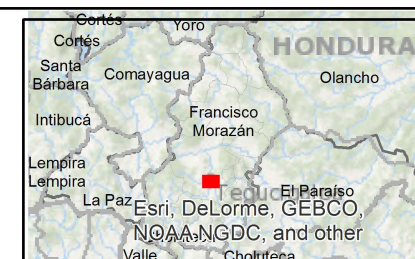 Cortés
Yoro
Cortés
HONDURA
Santa
Bárbara
Comayagua
Olancho
Intibucá
Francisco
Morazán
Lempira
Lempira
La Paz
El Paraíso
Esri, DeLorme, GEBCO,
NOAA NGDC, and other
Valle
Choluteca